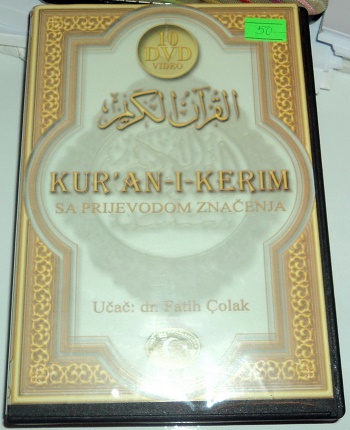 10
DVD
VIDEO
50.-
القرآن الكريم
KUR'AN-I-KERIM
SA PRIJEVODOM ZNAČENJA
Učač: dr. Fatih Çolak